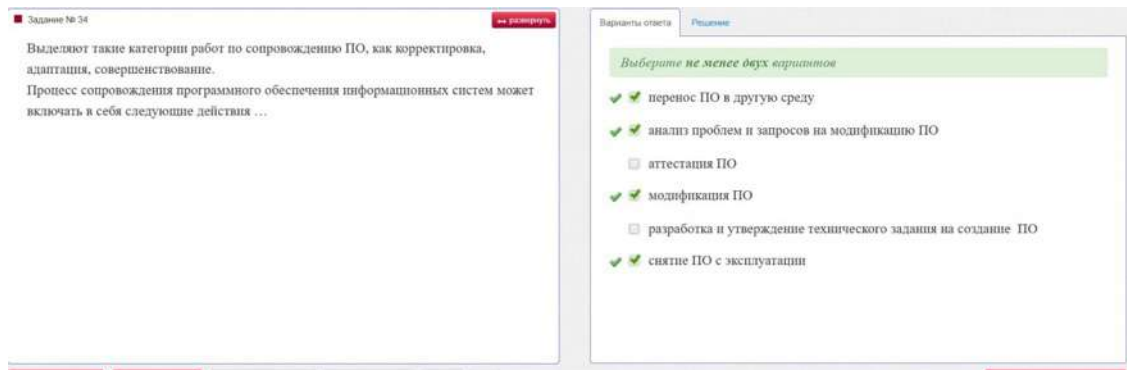 Задание № 34
развернуть
Выделяют такие категории работ по сопровождению ПО, как корректировка,
адаптация, совершенствование.
Процесс сопровождения программного обеспечения информационных систем может
включать в себя следующие действия …
Варианты ответа
Решение
Выберите не менее двух вариантов
перенос ПО в другую среду
анализ проблем и запросов на модификацию ПО
аттестация ПО
модификация ПО
разработка и утверждение технического задания на создание ПО
снятие ПО с эксплуатации